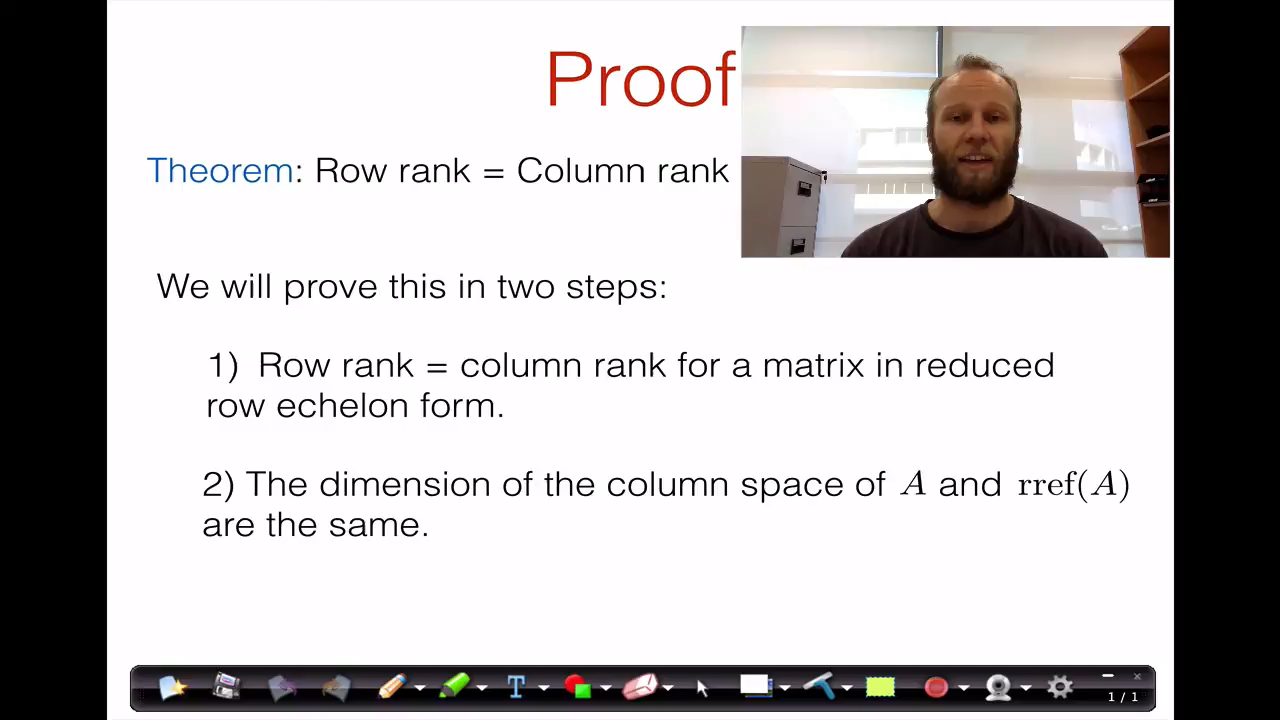 Proof
Theorem: Row rank = Column rank
We will prove this in two steps:
1) Row rank = column rank for a matrix in reduced
row echelon form.
2) The dimension of the column space of A and rref(A)
are the same.
T
1 / 1